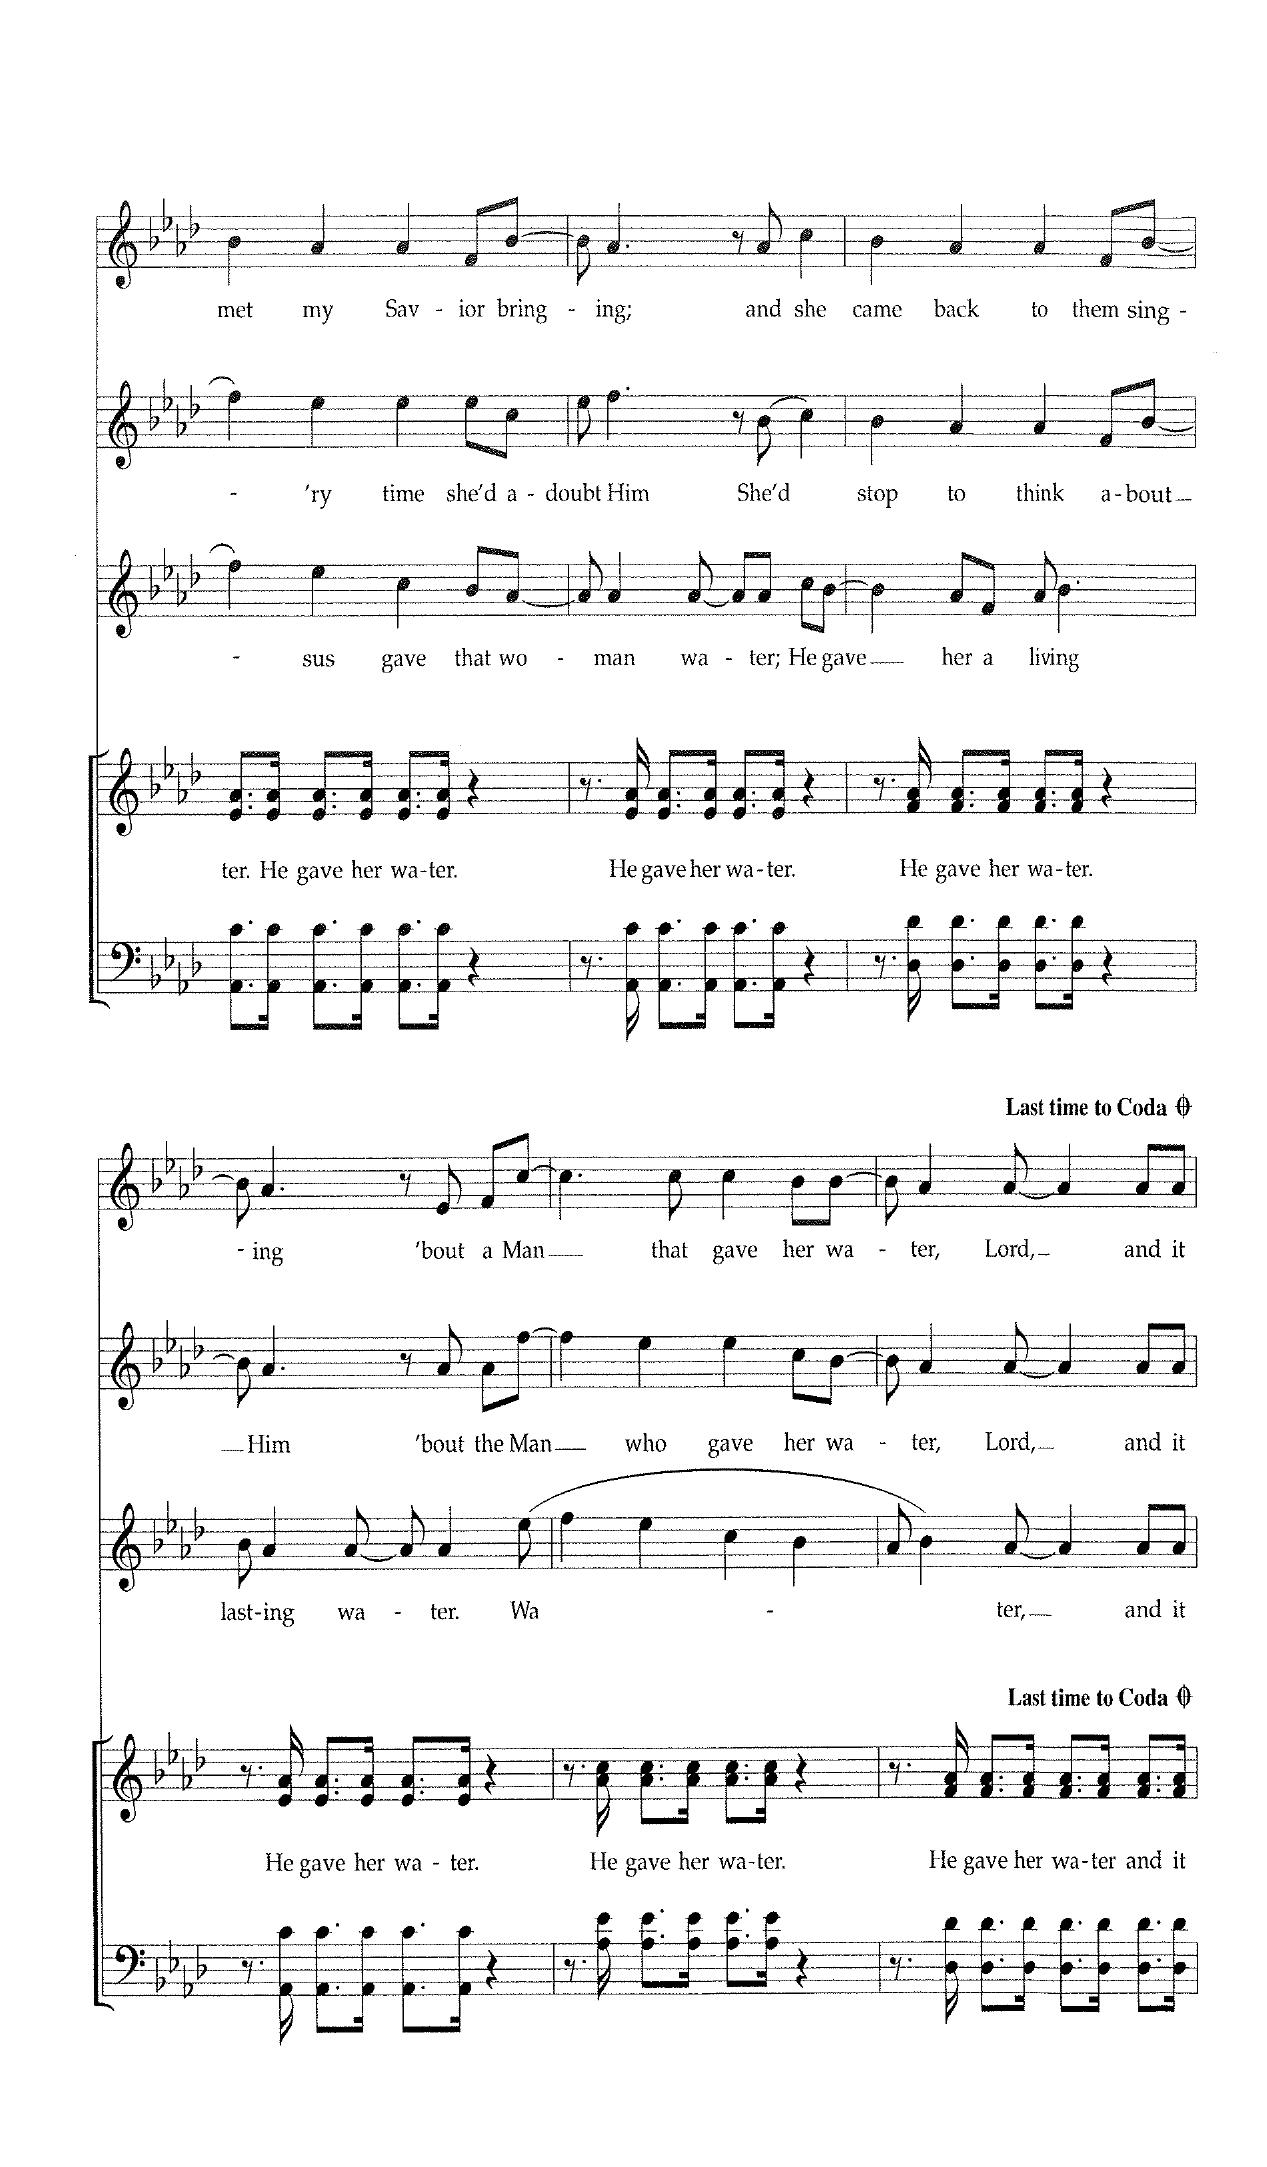 met my Sav - ior bring - ing; and she came back to them sing -
- 'ry time she'd a - doubt Him She'd stop to think a - bout
- sus gave that wo - man wa - ter; He gave her a living
ter. He gave her wa - ter. He gave her wa - ter. He gave her wa - ter.
Last time to Coda
- ing 'bout a Man that gave her wa - ter, Lord, and it
Him 'bout the Man who gave her wa - ter, Lord, and it
last - ing wa - ter. Wa - ter, and it
Last time to Coda
He gave her wa - ter. He gave her wa - ter. He gave her wa - ter and it